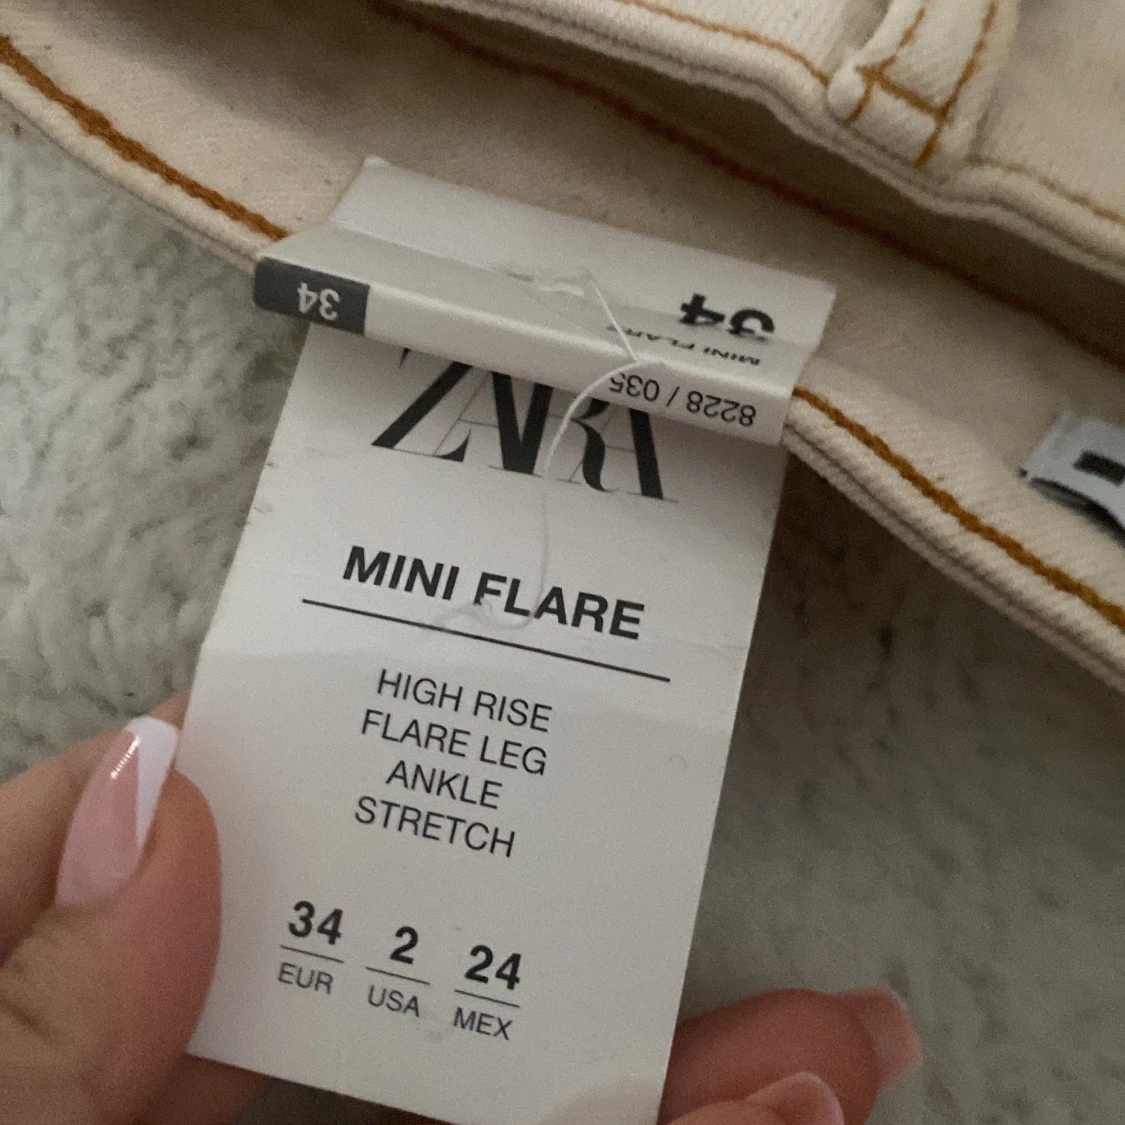 34
34
MINI FLARE
8228 / 035
ZARA
MINI FLARE
HIGH RISE
FLARE LEG
ANKLE
STRETCH
34 2 24
EUR USA MEX